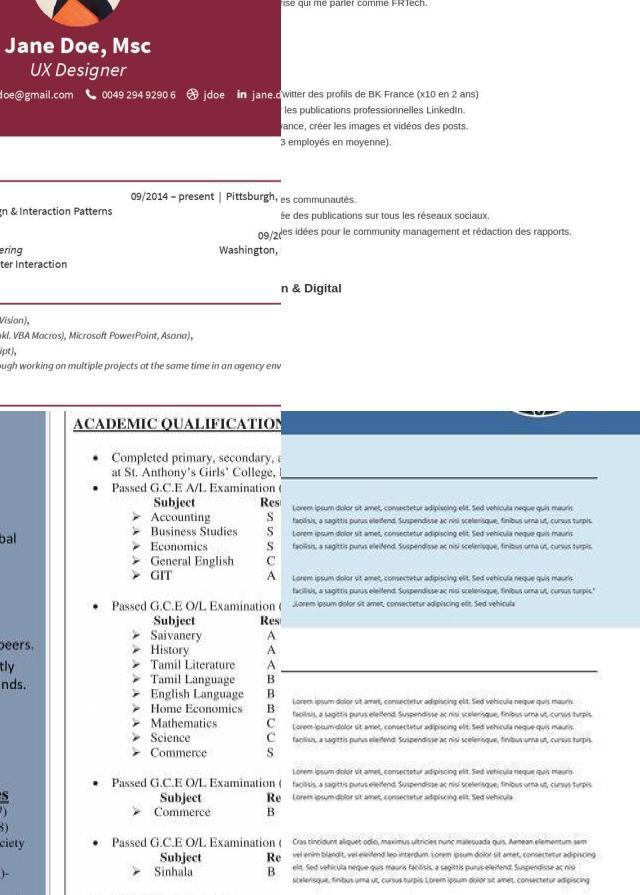 Jane Doe, Msc
UX Designer
doe@gmail.com 0049 294 9290 6 jdoe in jane.d
09/2014 – present | Pittsburgh,
n & Interaction Patterns
09/20
ering
Washington,
ter Interaction
Vision),
kl. VBA Macros), Microsoft PowerPoint, Asana),
ipt),
ough working on multiple projects at the same time in an agency env
rise qui me parler comme FRTech.
witter des profils de BK France (x10 en 2 ans)
les publications professionnelles LinkedIn.
vance, créer les images et vidéos des posts.
3 employés en moyenne).
es communautés.
ée des publications sur tous les réseaux sociaux.
les idées pour le community management et rédaction des rapports.
n & Digital
bal
peers.
tly
nds.
es
7)
8)
ciety
)-
ACADEMIC QUALIFICATION
• Completed primary, secondary, a
at St. Anthony's Girls' College,
• Passed G.C.E A/L Examination (
Subject Res
➢ Accounting S
➢ Business Studies S
➢ Economics S
➢ General English C
➢ GIT A
• Passed G.C.E O/L Examination (
Subject Res
➢ Saivanery A
➢ History A
➢ Tamil Literature A
➢ Tamil Language B
➢ English Language B
➢ Home Economics B
➢ Mathematics C
➢ Science C
➢ Commerce S
• Passed G.C.E O/L Examination (
Subject Re
➢ Commerce B
• Passed G.C.E O/L Examination (
Subject Re
➢ Sinhala B
Lorem ipsum dolor sit amet, consectetur adipiscing elit. Sed vehicula neque quis mauris
facilisis, a sagittis purus eleifend. Suspendisse ac nisi scelerisque, finibus urna ut, cursus turpis.
Lorem ipsum dolor sit amet, consectetur adipiscing elit. Sed vehicula neque quis mauris
facilisis, a sagittis purus eleifend. Suspendisse ac nisi scelerisque, finibus urna ut, cursus turpis.
Lorem ipsum dolor sit amet, consectetur adipiscing elit. Sed vehicula neque quis mauris
facilisis, a sagittis purus eleifend. Suspendisse ac nisi scelerisque, finibus urna ut, cursus turpis."
„Lorem ipsum dolor sit amet, consectetur adipiscing elit. Sed vehicula
Lorem ipsum dolor sit amet, consectetur adipiscing elit. Sed vehicula neque quis mauris
facilisis, a sagittis purus eleifend. Suspendisse ac nisi scelerisque, finibus urna ut, cursus turpis.
Lorem ipsum dolor sit amet, consectetur adipiscing elit. Sed vehicula neque quis mauris
facilisis, a sagittis purus eleifend. Suspendisse ac nisi scelerisque, finibus urna ut, cursus turpis.
Lorem ipsum dolor sit amet, consectetur adipiscing elit. Sed vehicula neque quis mauris
facilisis, a sagittis purus eleifend. Suspendisse ac nisi scelerisque, finibus urna ut, cursus turpis.
Lorem ipsum dolor sit amet, consectetur adipiscing elit. Sed vehicula
Cras tincidunt aliquet odio, maximus ultricies nunc malesuada quis. Aenean elementum sem
vel enim blandit, vel eleifend leo interdum. Lorem ipsum dolor sit amet, consectetur adipiscing
elit. Lorem ipsum dolor sit amet, consectetur adipiscing elit. Sed vehicula neque quis mauris
facilisis, a sagittis purus eleifend. Suspendisse ac nisi scelerisque, finibus urna ut, cursus turpis.
scelerisque, finibus urna ut, cursus turpis. Lorem ipsum dolor sit amet, consectetur adipiscing